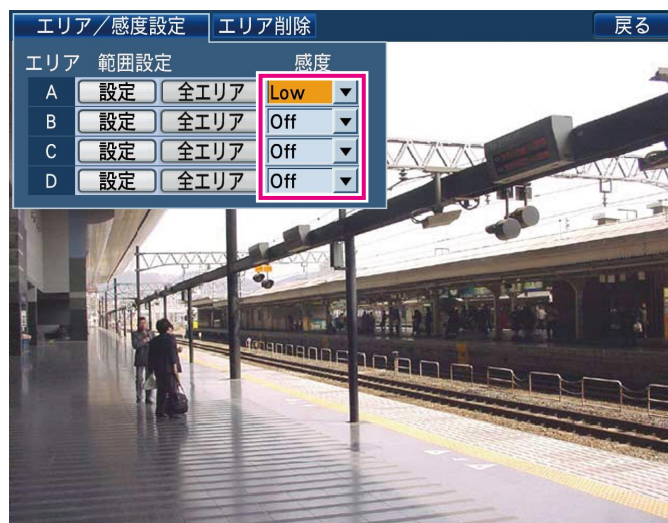 エリア／感度設定 エリア削除 戻る
エリア 範囲設定 感度
A 設定 全エリア Low
B 設定 全エリア Off
C 設定 全エリア Off
D 設定 全エリア Off